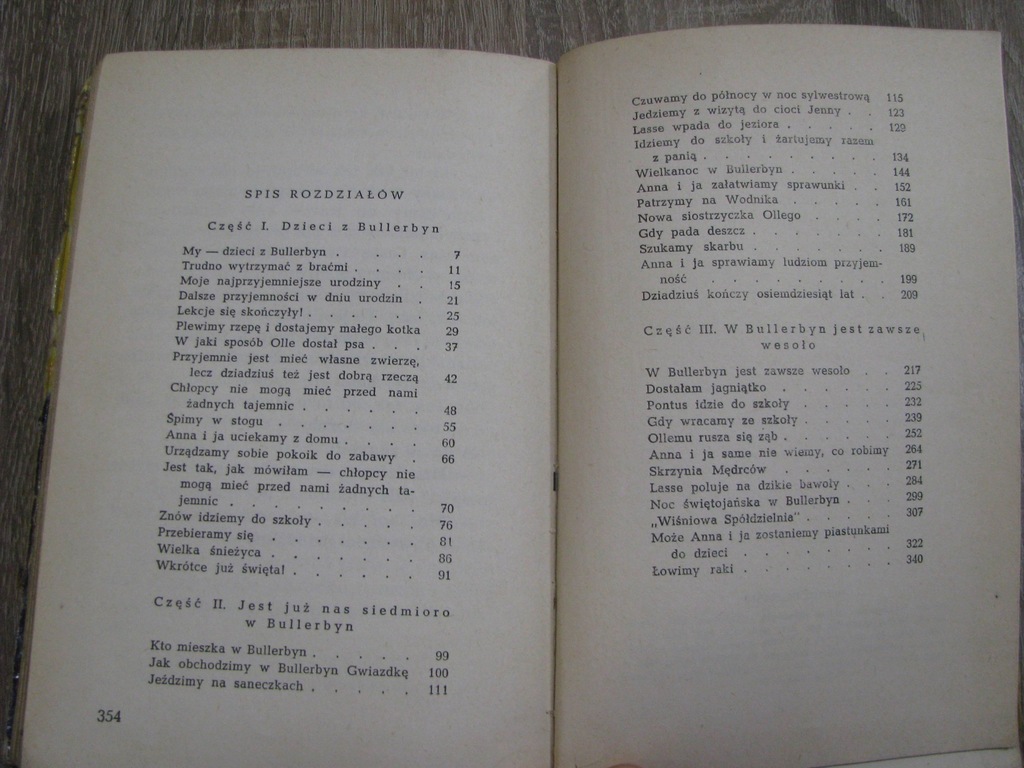 SPIS ROZDZIAŁÓW
Część I. Dzieci z Bullerbyn
My — dzieci z Bullerbyn . . . . 7
Trudno wytrzymać z braćmi . . . . 11
Moje najprzyjemniejsze urodziny . . 15
Dalsze przyjemności w dniu urodzin . 21
Lekcje się skończyły! . . . . . . 25
Plewimy rzepę i dostajemy małego kotka 29
W jaki sposób Olle dostał psa . . . 37
Przyjemnie jest mieć własne zwierzę,
lecz dziadziuś też jest dobrą rzeczą 42
Chłopcy nie mogą mieć przed nami
żadnych tajemnic . . . . . . 48
Śpimy w stogu . . . . . . . 55
Anna i ja uciekamy z domu . . . . 60
Urządzamy sobie pokoik do zabawy . 66
Jest tak, jak mówiłam — chłopcy nie
mogą mieć przed nami żadnych ta-
jemnic . . . . . . . . . 70
Znów idziemy do szkoły . . . . . 76
Przebieramy się . . . . . . . 81
Wielka śnieżyca . . . . . . . 86
Wkrótce już święta! . . . . . . 91
Część II. Jest już nas siedmioro
w Bullerbyn
Kto mieszka w Bullerbyn . . . . . 99
Jak obchodzimy w Bullerbyn Gwiazdkę 100
Jeździmy na saneczkach . . . . . 111
354
Czuwamy do północy w noc sylwestrową 115
Jedziemy z wizytą do cioci Jenny . . 123
Lasse wpada do jeziora . . . . . 129
Idziemy do szkoły i żartujemy razem
z panią . . . . . . . . . 134
Wielkanoc w Bullerbyn . . . . . 144
Anna i ja załatwiamy sprawunki . . 152
Patrzymy na Wodnika . . . . . 161
Nowa siostrzyczka Ollego . . . . 172
Gdy pada deszcz . . . . . . . 181
Szukamy skarbu . . . . . . . 189
Anna i ja sprawiamy ludziom przyjem-
ność . . . . . . . . . 199
Dziadziuś kończy osiemdziesiąt lat . . 209
Część III. W Bullerbyn jest zawsze
wesoło
W Bullerbyn jest zawsze wesoło . . 217
Dostałam jagniątko . . . . . . 225
Pontus idzie do szkoły . . . . . 232
Gdy wracamy ze szkoły . . . . . 239
Ollemu rusza się ząb . . . . . . 252
Anna i ja same nie wiemy, co robimy 264
Skrzynia Mędrców . . . . . . 271
Lasse poluje na dzikie bawoły . . . 284
Noc świętojańska w Bullerbyn . . . 299
„Wiśniowa Spółdzielnia" . . . . . 307
Może Anna i ja zostaniemy piastunkami
do dzieci . . . . . . . . 322
Łowimy raki . . . . . . . . 340